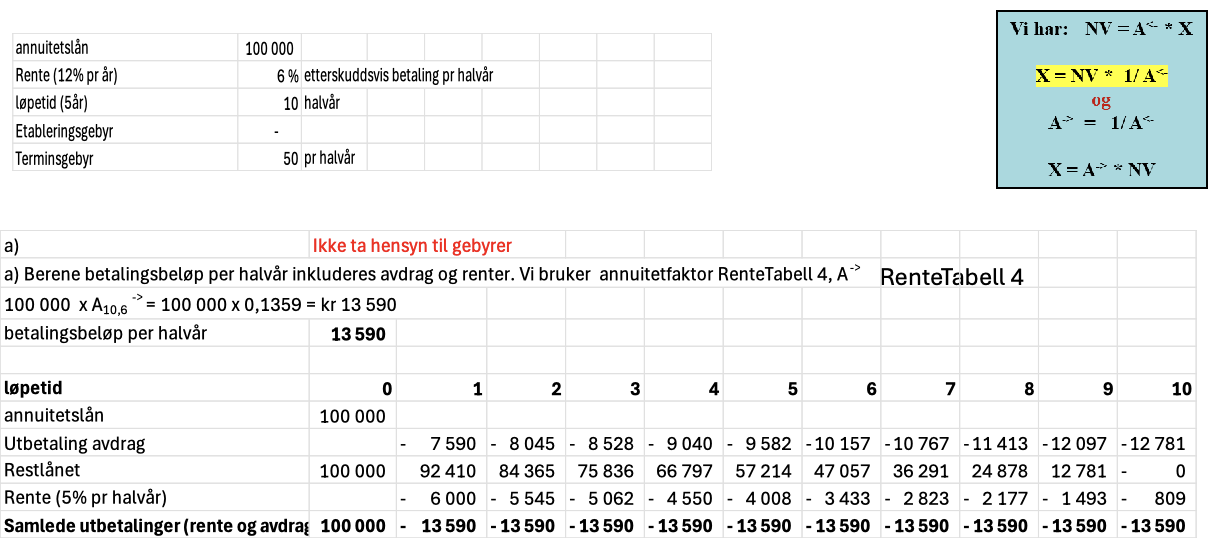 annuitetslån 100 000
Rente (12% pr år) 6 % etterskuddsvis betaling pr halvår
løpetid (5år) 10 halvår
Etableringsgebyr -
Terminsgebyr 50 pr halvår
Vi har: NV = A<- * X
X = NV * 1/ A<-
og
A-> = 1/ A<-
X = A-> * NV
a) Ikke ta hensyn til gebyrer
a) Berene betalingsbeløp per halvår inkluderes avdrag og renter. Vi bruker annuitetfaktor RenteTabell 4, A-> RenteTabell 4
100 000 x A10,6 -> = 100 000 x 0,1359 = kr 13 590
betalingsbeløp per halvår 13 590
løpetid 0 1 2 3 4 5 6 7 8 9 10
annuitetslån 100 000
Utbetaling avdrag - 7 590 - 8 045 - 8 528 - 9 040 - 9 582 -10 157 -10 767 -11 413 -12 097 -12 781
Restlånet 100 000 92 410 84 365 75 836 66 797 57 214 47 057 36 291 24 878 12 781 - 0
Rente (5% pr halvår) - 6 000 - 5 545 - 5 062 - 4 550 - 4 008 - 3 433 - 2 823 - 2 177 - 1 493 - 809
Samlede utbetalinger (rente og avdrag 100 000 - 13 590 - 13 590 - 13 590 - 13 590 - 13 590 - 13 590 - 13 590 - 13 590 - 13 590 - 13 590